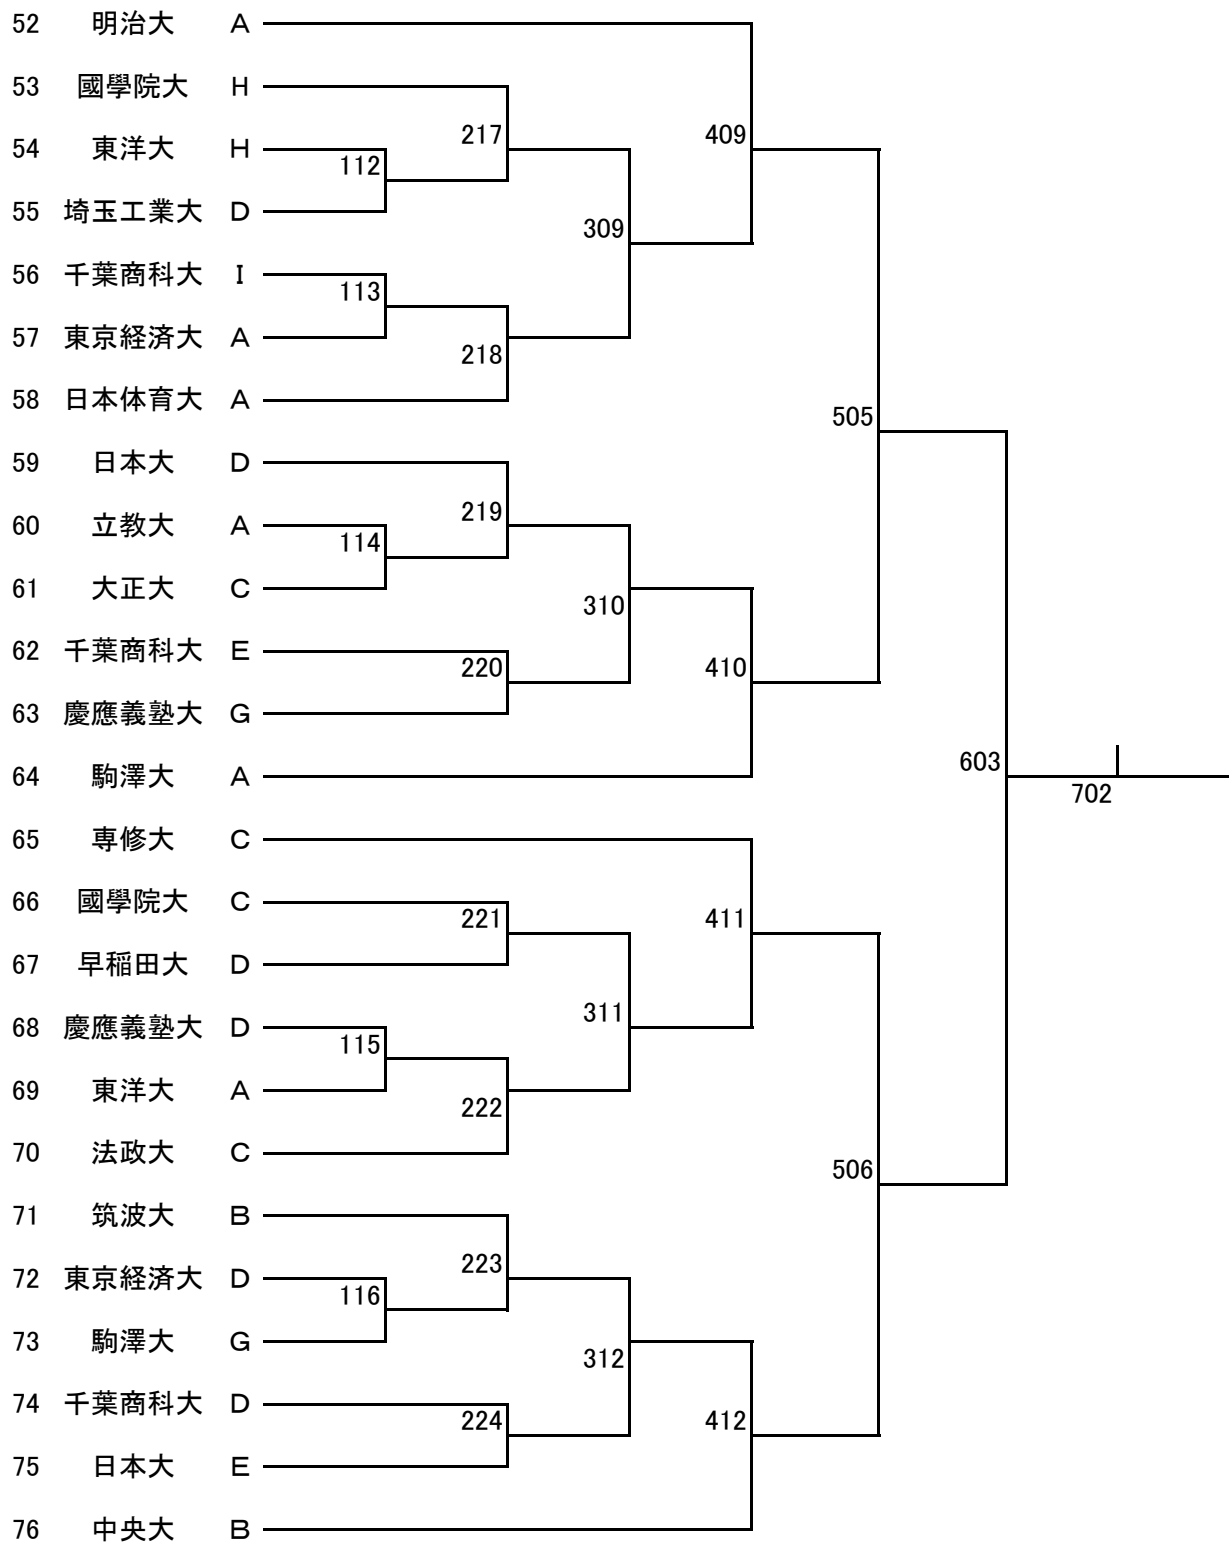 52 明治大 A
53 國學院大 H
217
409
54 東洋大 H
112
55 埼玉工業大 D
309
56 千葉商科大 I
113
57 東京経済大 A
218
58 日本体育大 A
505
59 日本大 D
219
60 立教大 A
114
61 大正大 C
310
62 千葉商科大 E
220
410
63 慶應義塾大 G
603
64 駒澤大 A
702
65 専修大 C
66 國學院大 C
221
411
67 早稲田大 D
311
68 慶應義塾大 D
115
69 東洋大 A
222
70 法政大 C
506
71 筑波大 B
223
72 東京経済大 D
116
73 駒澤大 G
312
74 千葉商科大 D
224
412
75 日本大 E
76 中央大 B